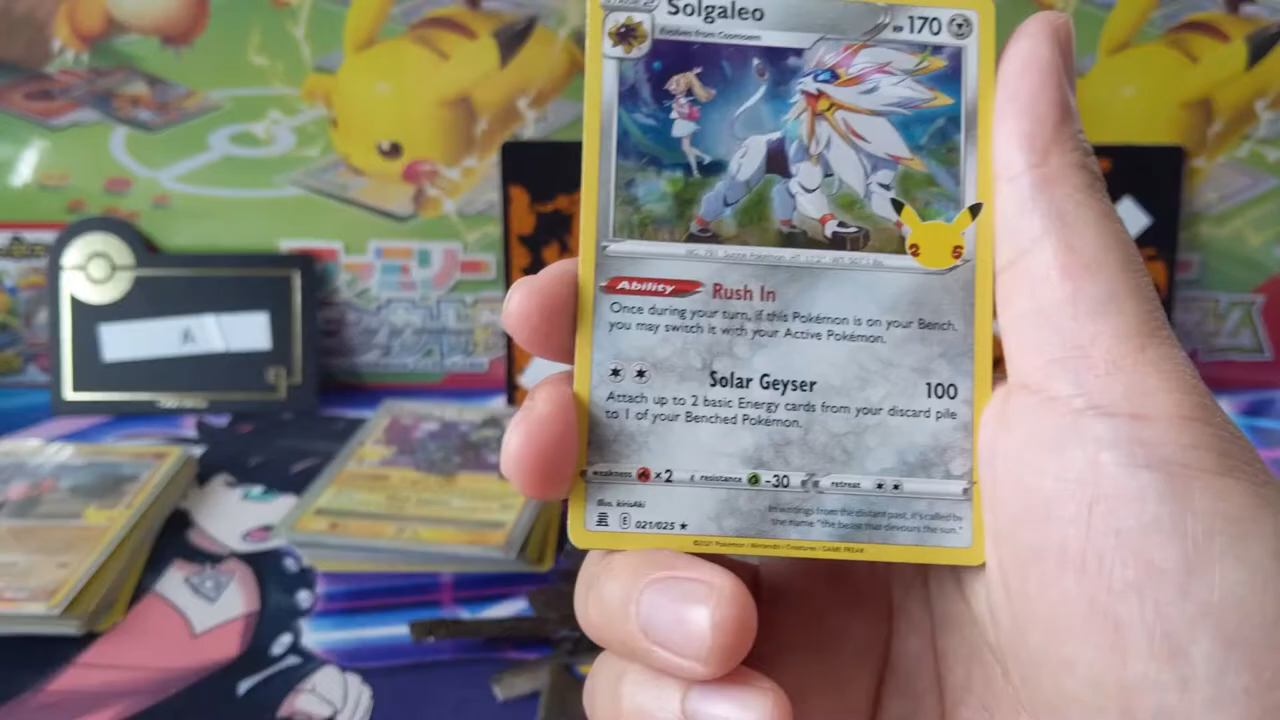 Solgaleo
HP 170
Evolves from Cosmoem
25
Ability Rush In
Once during your turn, if this Pokémon is on your Bench,
you may switch it with your Active Pokémon.
Solar Geyser 100
Attach up to 2 basic Energy cards from your discard pile
to 1 of your Benched Pokémon.
weakness ×2 resistance -30 retreat
Illus. kirisAki
In writings from the distant past, it's called by
the name "the beast that devours the sun."
E 021/025 ★
©2021 Pokémon / Nintendo / Creatures / GAME FREAK
A